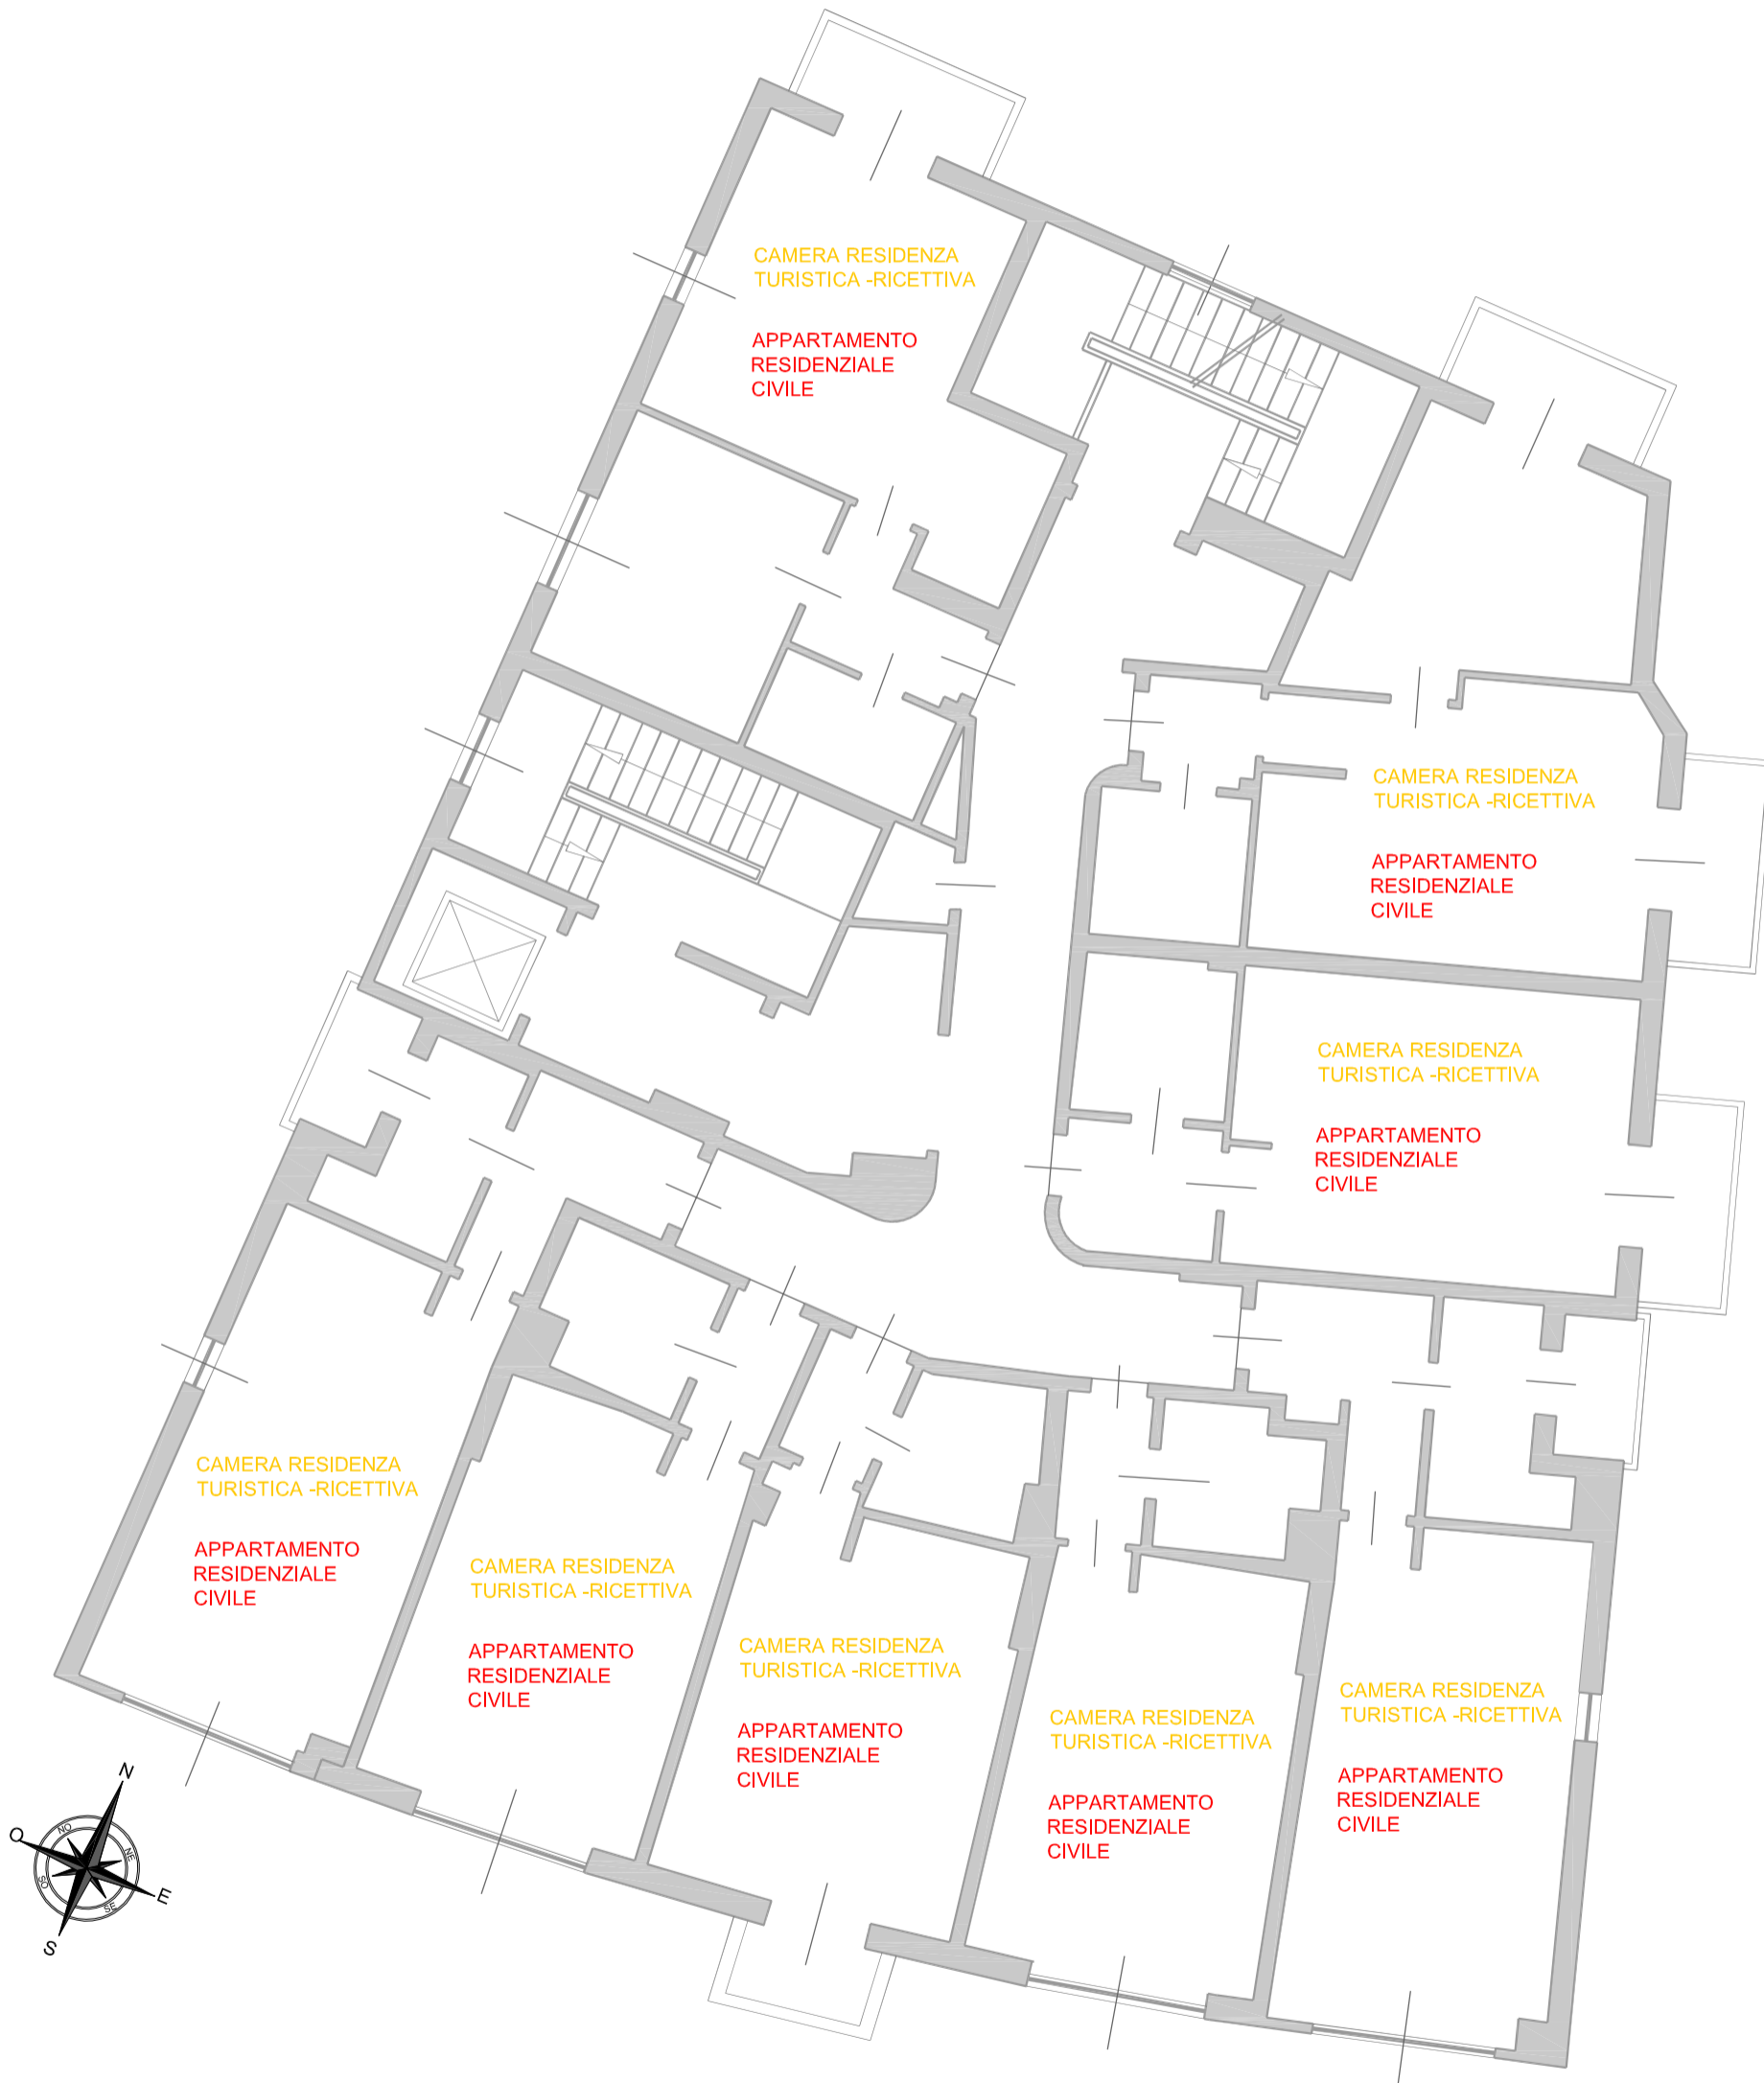 CAMERA RESIDENZA
TURISTICA -RICETTIVA
APPARTAMENTO
RESIDENZIALE
CIVILE
CAMERA RESIDENZA
TURISTICA -RICETTIVA
APPARTAMENTO
RESIDENZIALE
CIVILE
CAMERA RESIDENZA
TURISTICA -RICETTIVA
APPARTAMENTO
RESIDENZIALE
CIVILE
CAMERA RESIDENZA
TURISTICA -RICETTIVA
APPARTAMENTO
RESIDENZIALE
CIVILE
CAMERA RESIDENZA
TURISTICA -RICETTIVA
APPARTAMENTO
RESIDENZIALE
CIVILE
CAMERA RESIDENZA
TURISTICA -RICETTIVA
APPARTAMENTO
RESIDENZIALE
CIVILE
CAMERA RESIDENZA
TURISTICA -RICETTIVA
APPARTAMENTO
RESIDENZIALE
CIVILE
CAMERA RESIDENZA
TURISTICA -RICETTIVA
APPARTAMENTO
RESIDENZIALE
CIVILE
N
NO
O
NE
SO
E
SE
S